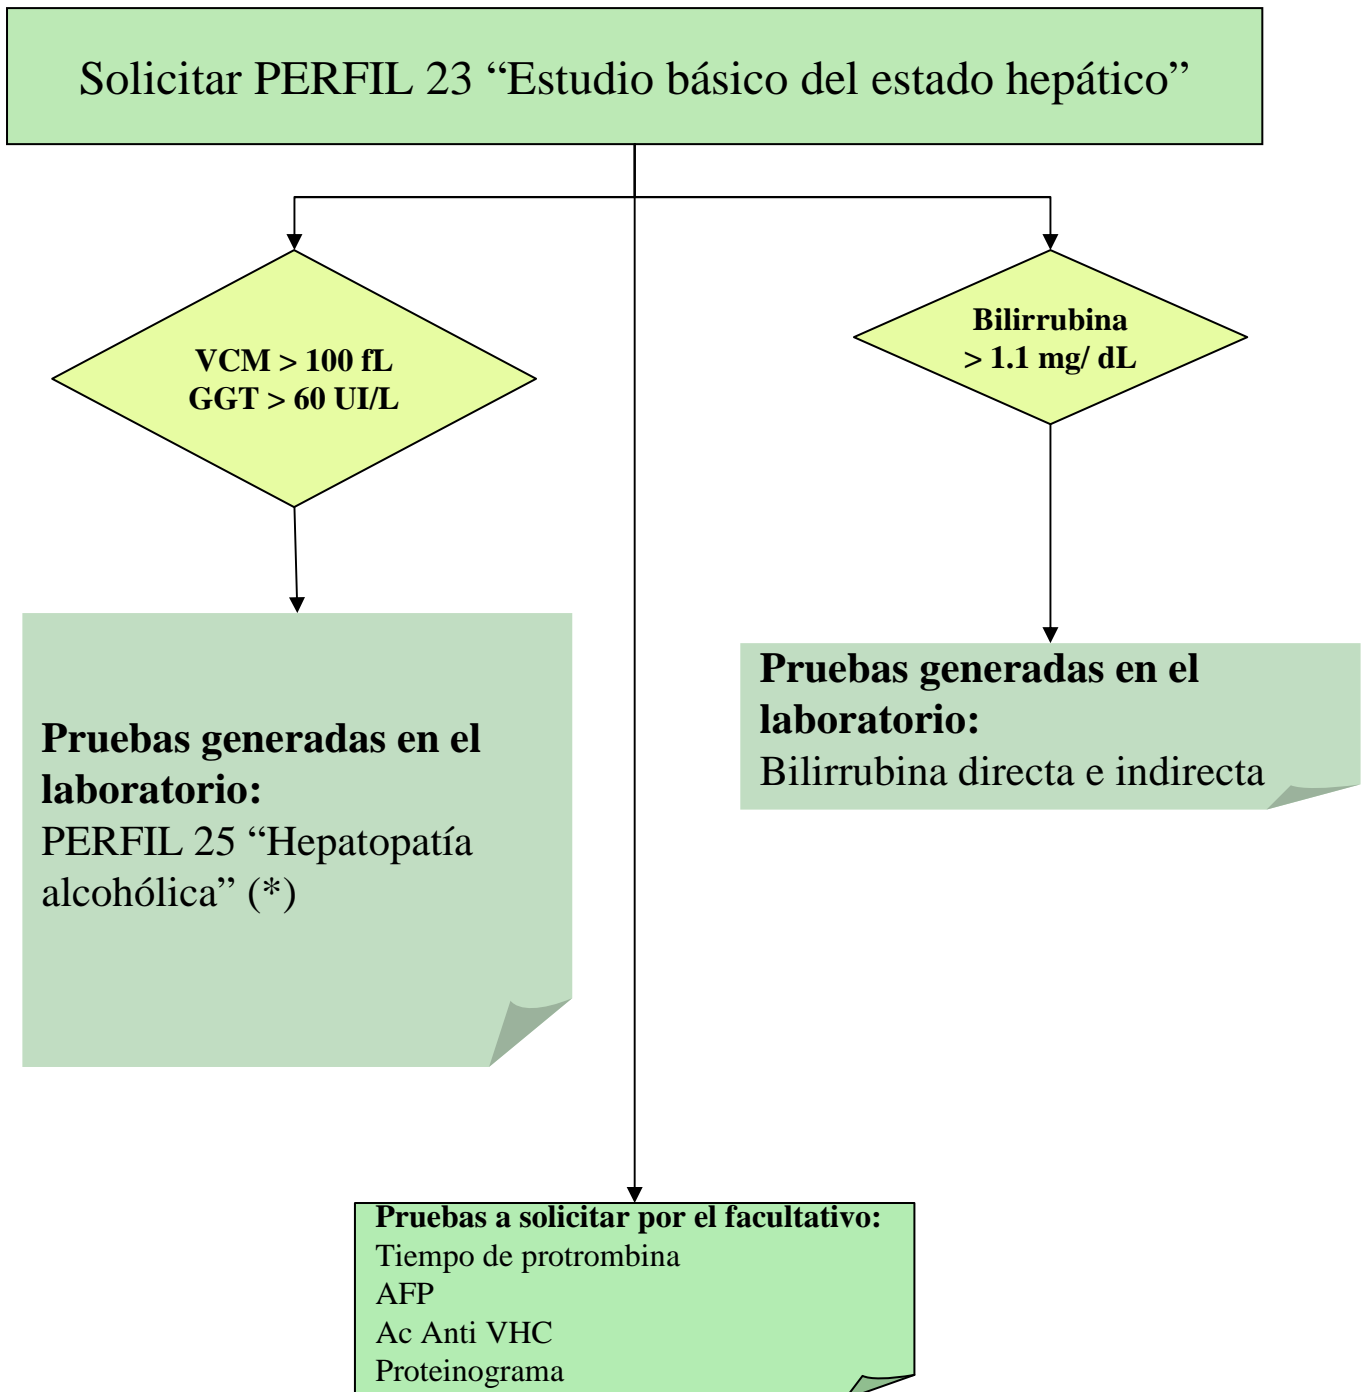 Solicitar PERFIL 23 “Estudio básico del estado hepático”
VCM > 100 fL
GGT > 60 UI/L
Bilirrubina
> 1.1 mg/ dL
Pruebas generadas en el
laboratorio:
PERFIL 25 “Hepatopatía
alcohólica” (*)
Pruebas generadas en el
laboratorio:
Bilirrubina directa e indirecta
Pruebas a solicitar por el facultativo:
Tiempo de protrombina
AFP
Ac Anti VHC
Proteinograma